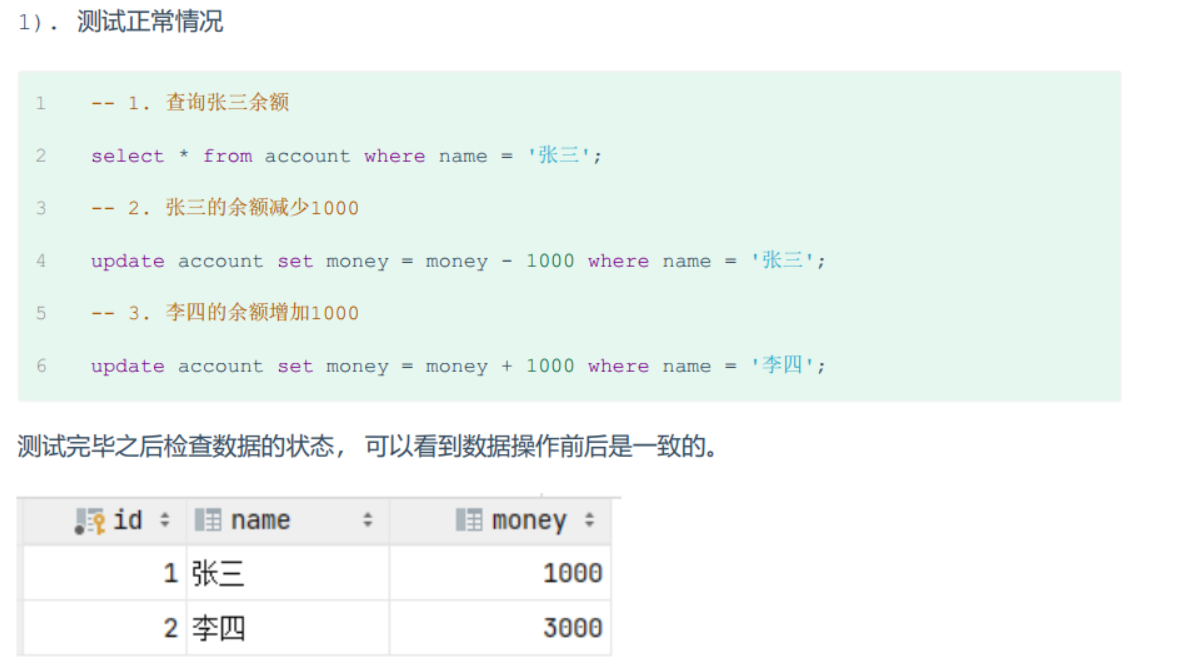 1). 测试正常情况
1 -- 1. 查询张三余额
2 select * from account where name = '张三';
3 -- 2. 张三的余额减少1000
4 update account set money = money - 1000 where name = '张三';
5 -- 3. 李四的余额增加1000
6 update account set money = money + 1000 where name = '李四';
测试完毕之后检查数据的状态, 可以看到数据操作前后是一致的。
id name money
1 张三 1000
2 李四 3000